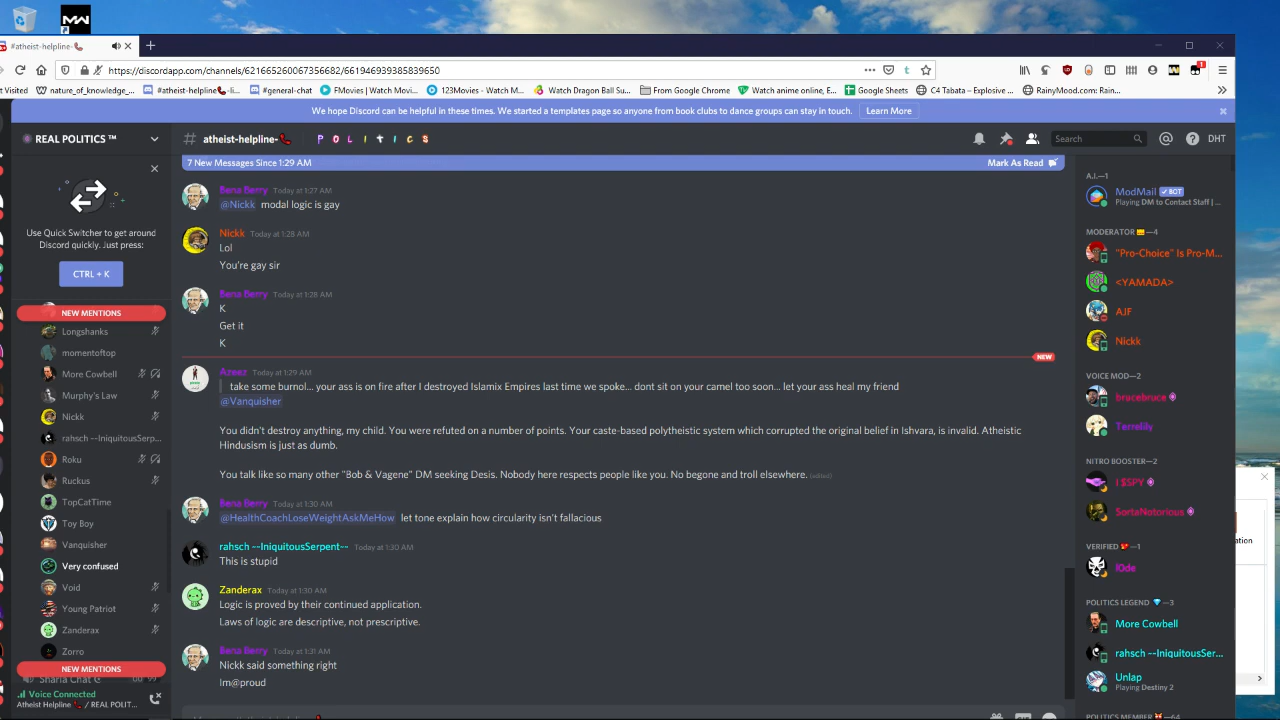 MW
#atheist-helpline-📞
https://discordapp.com/channels/621665260067356682/661946939385839650
t Visited
nature_of_knowledge_...
#atheist-helpline📞-li...
#general-chat
FMovies | Watch Movi...
123Movies - Watch M...
Watch Dragon Ball Su...
From Google Chrome
Watch anime online, E...
Google Sheets
C4 Tabata – Explosive ...
RainyMood.com: Rain...
We hope Discord can be helpful in these times. We started a templates page so anyone from book clubs to dance groups can stay in touch.
Learn More
REAL POLITICS ™
# atheist-helpline-📞
P O L I T I C S
Search
DHT
7 New Messages Since 1:29 AM
Mark As Read
Use Quick Switcher to get around
Discord quickly. Just press:
CTRL + K
NEW MENTIONS
Longshanks
momentoftop
More Cowbell
Murphy's Law
Nickk
rahsch --IniquitousSerp...
Roku
Ruckus
TopCatTime
Toy Boy
Vanquisher
Very confused
Void
Young Patriot
Zanderax
Zorro
NEW MENTIONS
Sharia Chat
Voice Connected
Atheist Helpline 📞 / REAL POLIT...
Bena Berry Today at 1:27 AM
@Nickk modal logic is gay
Nickk Today at 1:28 AM
Lol
You're gay sir
Bena Berry Today at 1:28 AM
K
Get it
K
NEW
Azeez Today at 1:29 AM
take some burnol... your ass is on fire after I destroyed Islamix Empires last time we spoke... dont sit on your camel too soon... let your ass heal my friend
@Vanquisher
You didn't destroy anything, my child. You were refuted on a number of points. Your caste-based polytheistic system which corrupted the original belief in Ishvara, is invalid. Atheistic
Hindusism is just as dumb.
You talk like so many other "Bob & Vagene" DM seeking Desis. Nobody here respects people like you. No begone and troll elsewhere. (edited)
Bena Berry Today at 1:30 AM
@HealthCoachLoseWeightAskMeHow let tone explain how circularity isn't fallacious
rahsch --IniquitousSerpent-- Today at 1:30 AM
This is stupid
Zanderax Today at 1:30 AM
Logic is proved by their continued application.
Laws of logic are descriptive, not prescriptive.
Bena Berry Today at 1:31 AM
Nickk said something right
Im@proud
A.I.—1
ModMail ✓ BOT
Playing DM to Contact Staff | ...
MODERATOR —4
"Pro-Choice" Is Pro-M...
<YAMADA>
AJF
Nickk
VOICE MOD—2
brucebruce
Terrelily
NITRO BOOSTER—2
I $SPY
SortaNotorious
VERIFIED —1
lOde
POLITICS LEGEND 💎—3
More Cowbell
rahsch --IniquitousSer...
Unlap
Playing Destiny 2
POLITICS MEMBER —64
ation